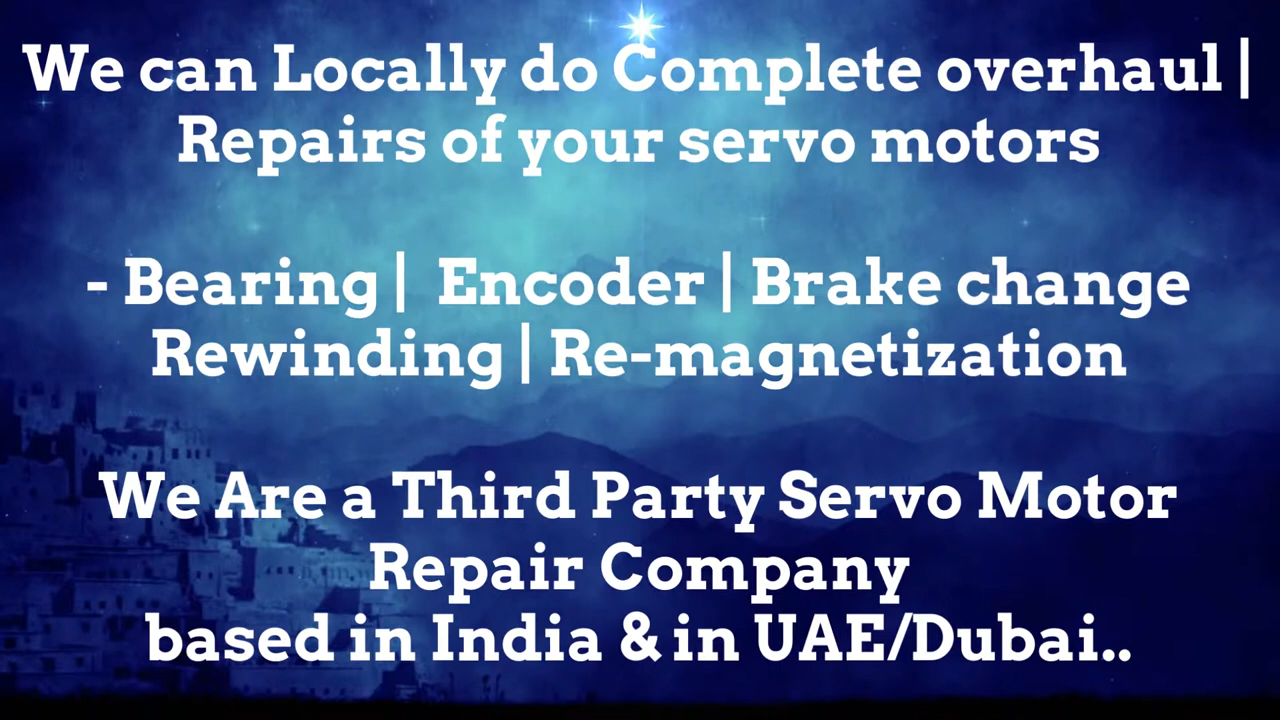 We can Locally do Complete overhaul |
Repairs of your servo motors
- Bearing | Encoder | Brake change
Rewinding | Re-magnetization
We Are a Third Party Servo Motor
Repair Company
based in India & in UAE/Dubai..